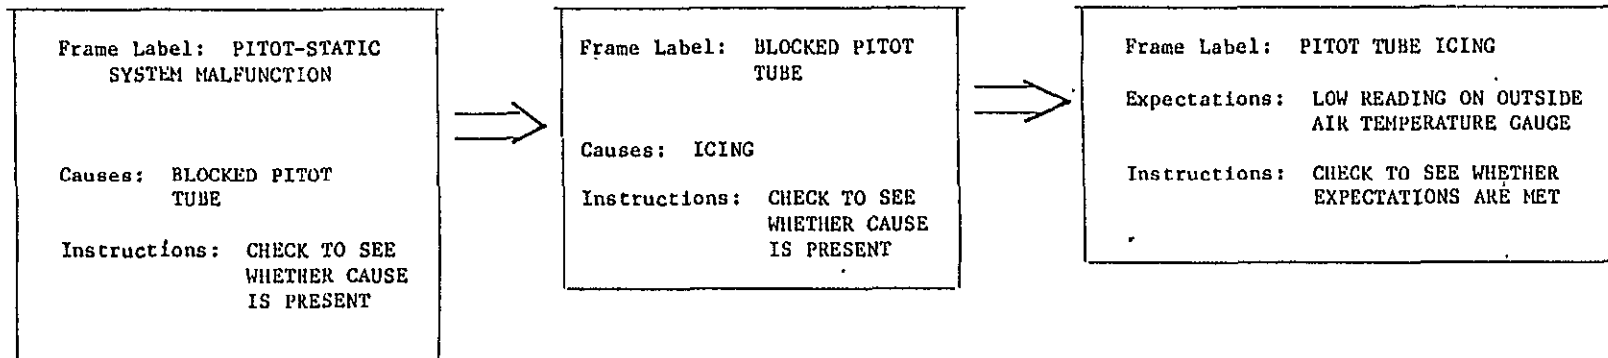 Frame Label: PITOT-STATIC
SYSTEM MALFUNCTION
Causes: BLOCKED PITOT
TUBE
Instructions: CHECK TO SEE
WHETHER CAUSE
IS PRESENT
Frame Label: BLOCKED PITOT
TUBE
Causes: ICING
Instructions: CHECK TO SEE
WHETHER CAUSE
IS PRESENT
Frame Label: PITOT TUBE ICING
Expectations: LOW READING ON OUTSIDE
AIR TEMPERATURE GAUGE
Instructions: CHECK TO SEE WHETHER
EXPECTATIONS ARE MET